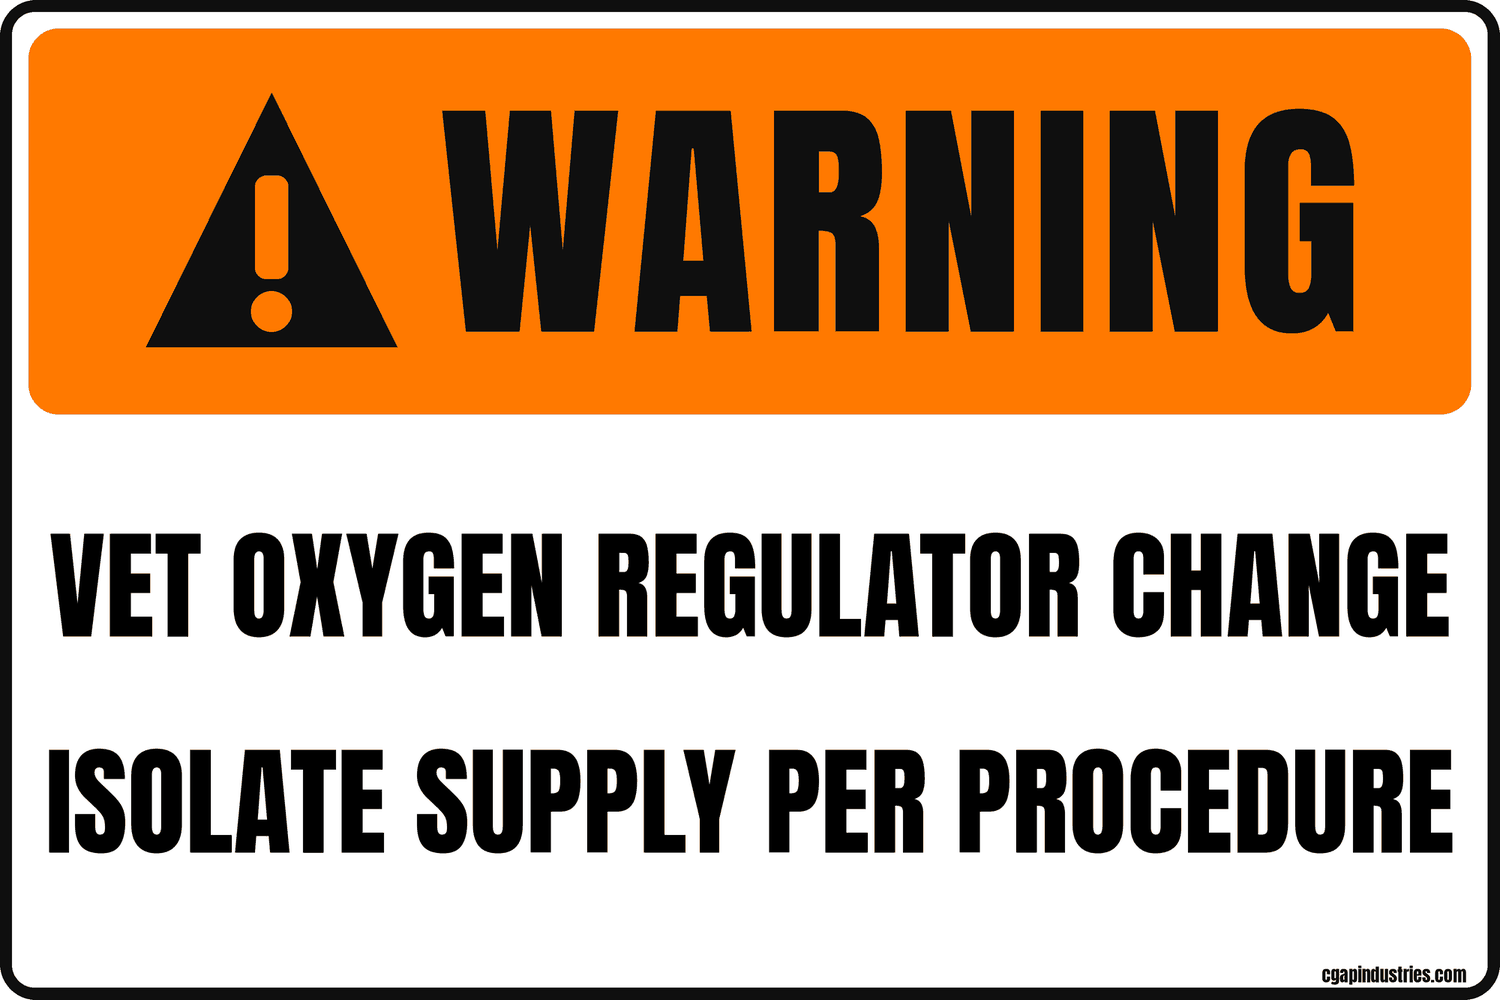 WARNING
VET OXYGEN REGULATOR CHANGE
ISOLATE SUPPLY PER PROCEDURE
cgapindustries.com